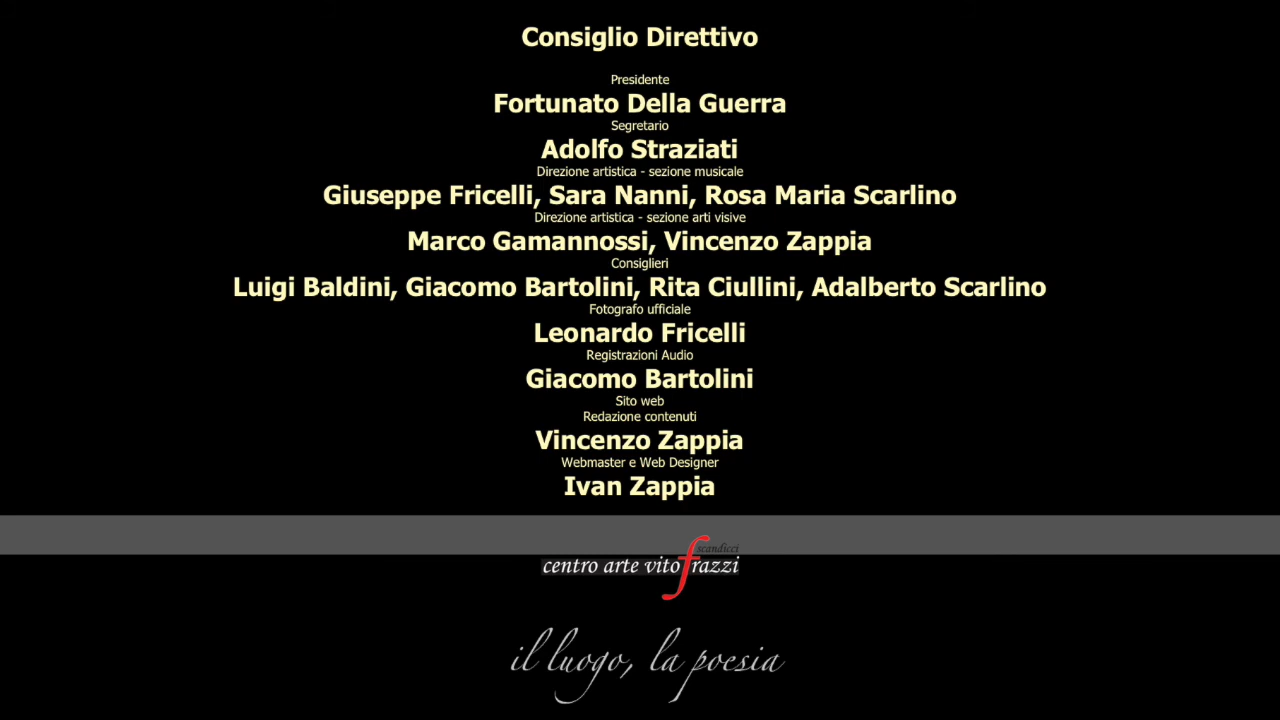 Consiglio Direttivo
Presidente
Fortunato Della Guerra
Segretario
Adolfo Straziati
Direzione artistica - sezione musicale
Giuseppe Fricelli, Sara Nanni, Rosa Maria Scarlino
Direzione artistica - sezione arti visive
Marco Gamannossi, Vincenzo Zappia
Consiglieri
Luigi Baldini, Giacomo Bartolini, Rita Ciullini, Adalberto Scarlino
Fotografo ufficiale
Leonardo Fricelli
Registrazioni Audio
Giacomo Bartolini
Sito web
Redazione contenuti
Vincenzo Zappia
Webmaster e Web Designer
Ivan Zappia
scandicci
centro arte vito frazzi
il luogo, la poesia